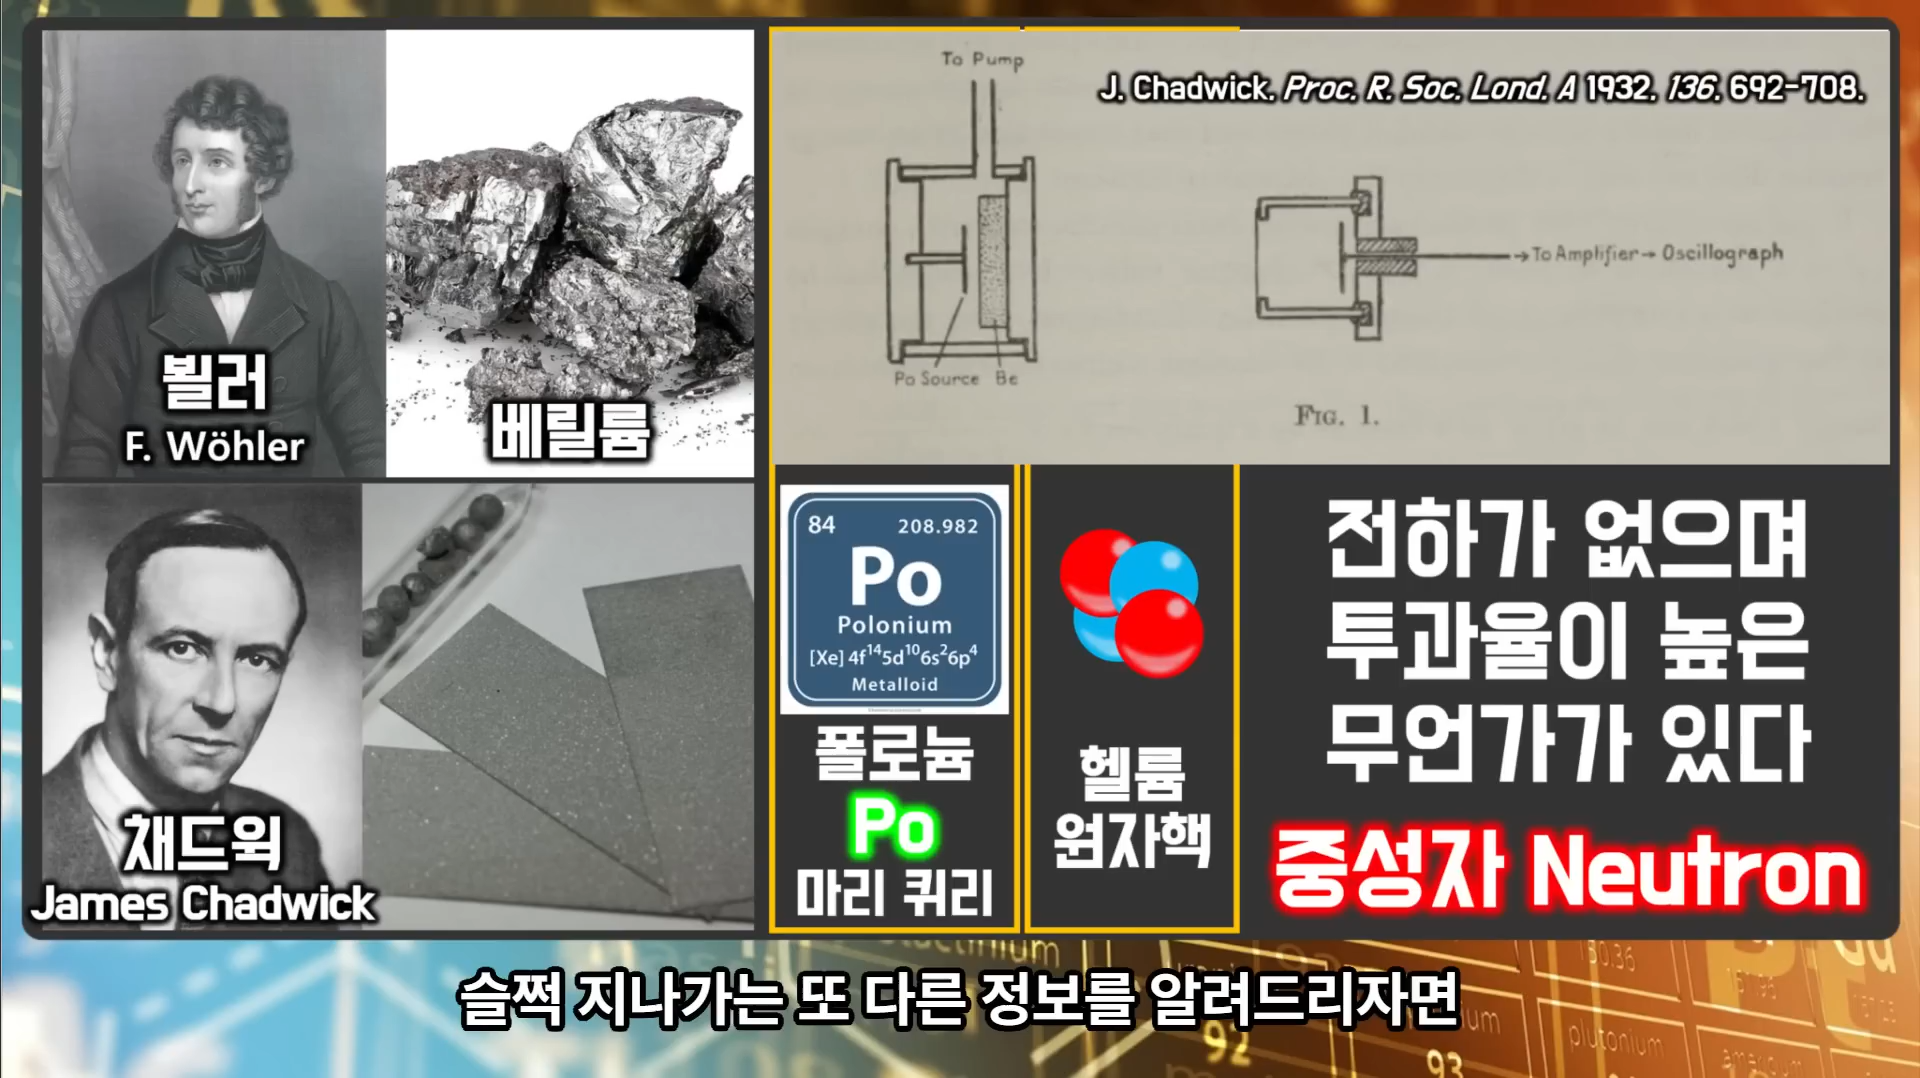 뵐러
F. Wöhler
베릴륨
채드윅
James Chadwick
To Pump
J. Chadwick, Proc. R. Soc. Lond. A 1932, 136, 692-708.
→To Amplifier→ Oscillograph
Po Source Be
FIG. 1.
84 208.982
Po
Polonium
[Xe] 4f¹⁴5d¹⁰6s²6p⁴
Metalloid
폴로늄
Po
마리 퀴리
헬륨
원자핵
전하가 없으며
투과율이 높은
무언가가 있다
중성자 Neutron
슬쩍 지나가는 또 다른 정보를 알려드리자면
92
93
plutonium